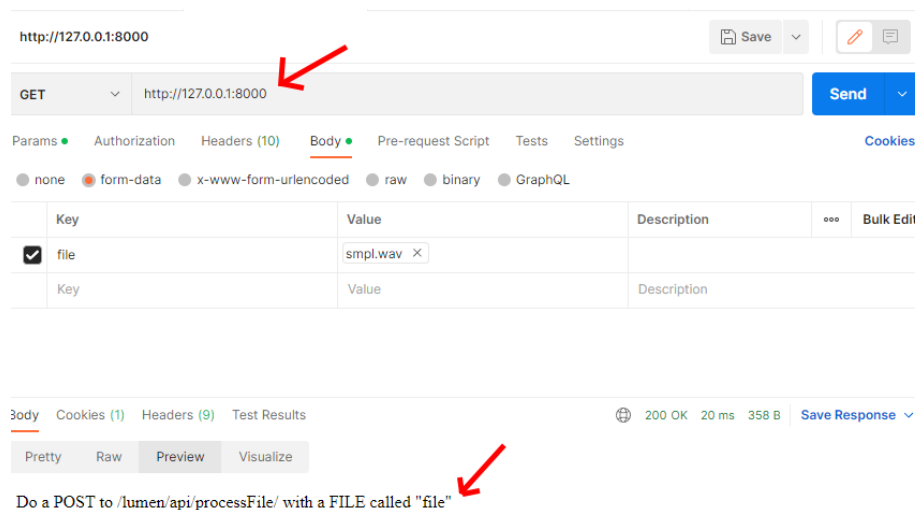 http://127.0.0.1:8000 Save
GET http://127.0.0.1:8000 Send
Params Authorization Headers (10) Body Pre-request Script Tests Settings Cookies
none form-data x-www-form-urlencoded raw binary GraphQL
Key Value Description ooo Bulk Edit
file smpl.wav
Key Value Description
Body Cookies (1) Headers (9) Test Results 200 OK 20 ms 358 B Save Response
Pretty Raw Preview Visualize
Do a POST to /lumen/api/processFile/ with a FILE called "file"